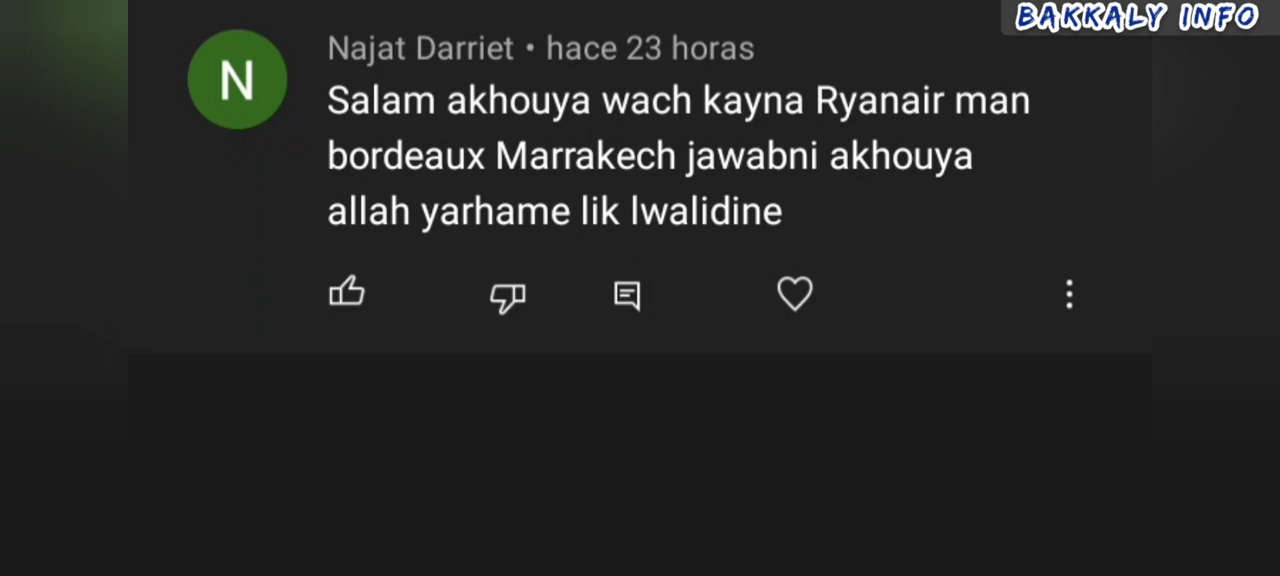 BAKKALY INFO
N
Najat Darriet • hace 23 horas
Salam akhouya wach kayna Ryanair man
bordeaux Marrakech jawabni akhouya
allah yarhame lik lwalidine